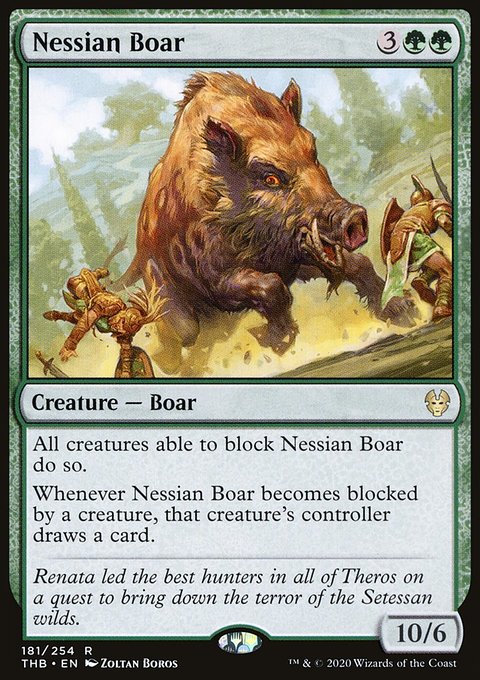 Nessian Boar 3
Creature — Boar
All creatures able to block Nessian Boar
do so.
Whenever Nessian Boar becomes blocked
by a creature, that creature's controller
draws a card.
Renata led the best hunters in all of Theros on
a quest to bring down the terror of the Setessan
wilds.
10/6
181/254 R
THB • EN Zoltan Boros
™ & © 2020 Wizards of the Coast